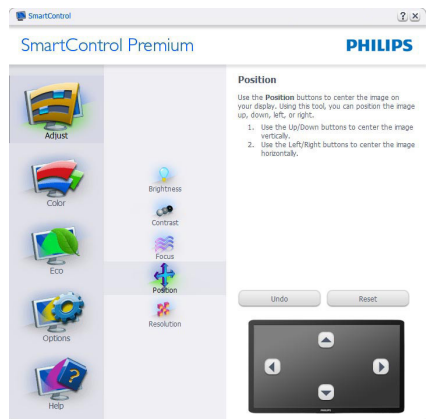 SmartControl
? x
SmartControl Premium
PHILIPS
Adjust
Color
Eco
Options
Help
Brightness
Contrast
Focus
Position
Resolution
Position
Use the Position buttons to center the image on
your display. Using this tool, you can position the image
up, down, left, or right.
1. Use the Up/Down buttons to center the image
vertically.
2. Use the Left/Right buttons to center the image
horizontally.
Undo
Reset
PHILIPS